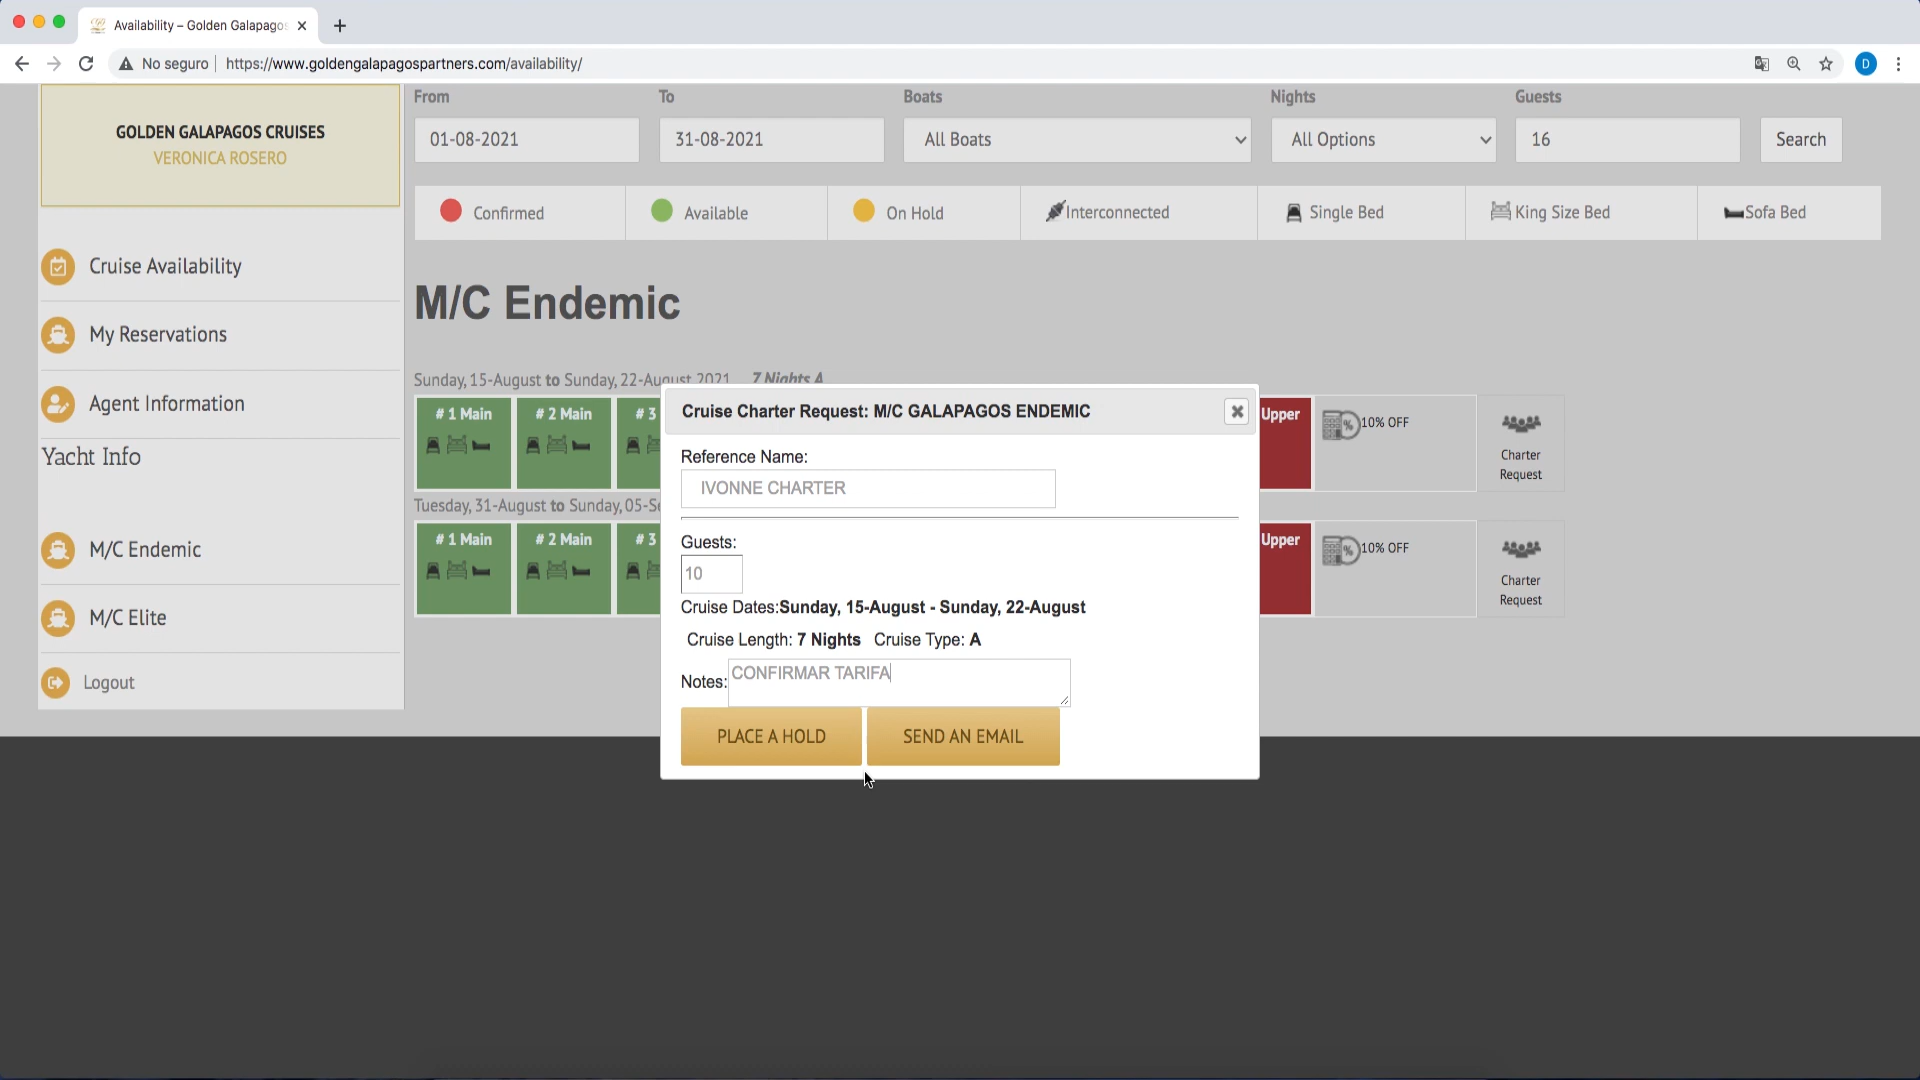 Availability – Golden Galapagos
No seguro
https://www.goldengalapagospartners.com/availability/
D
GOLDEN GALAPAGOS CRUISES
VERONICA ROSERO
Cruise Availability
My Reservations
Agent Information
Yacht Info
M/C Endemic
M/C Elite
Logout
From
To
Boats
Nights
Guests
01-08-2021
31-08-2021
All Boats
All Options
16
Search
Confirmed
Available
On Hold
Interconnected
Single Bed
King Size Bed
Sofa Bed
M/C Endemic
Sunday, 15-August to Sunday, 22-August 2021 7 Nights A
# 1 Main
# 2 Main
# 3
Upper
10% OFF
Charter
Request
Tuesday, 31-August to Sunday, 05-Se
# 1 Main
# 2 Main
# 3
Upper
10% OFF
Charter
Request
Cruise Charter Request: M/C GALAPAGOS ENDEMIC
Reference Name:
IVONNE CHARTER
Guests:
10
Cruise Dates:Sunday, 15-August - Sunday, 22-August
Cruise Length: 7 Nights Cruise Type: A
Notes:
CONFIRMAR TARIFA
PLACE A HOLD
SEND AN EMAIL